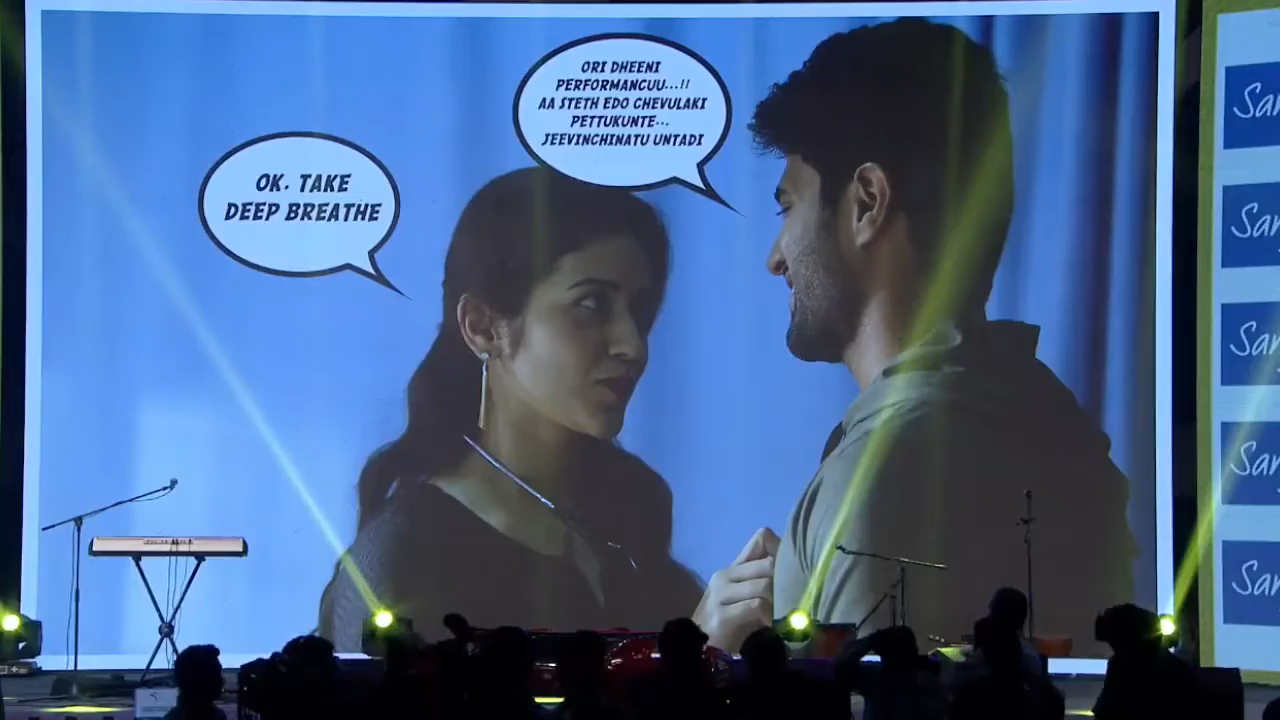 ORI DHEENI
PERFORMANCUU...!!
AA STETH EDO CHEVULAKI
PETTUKUNTE...
JEEVINCHINATU UNTADI
OK. TAKE
DEEP BREATHE